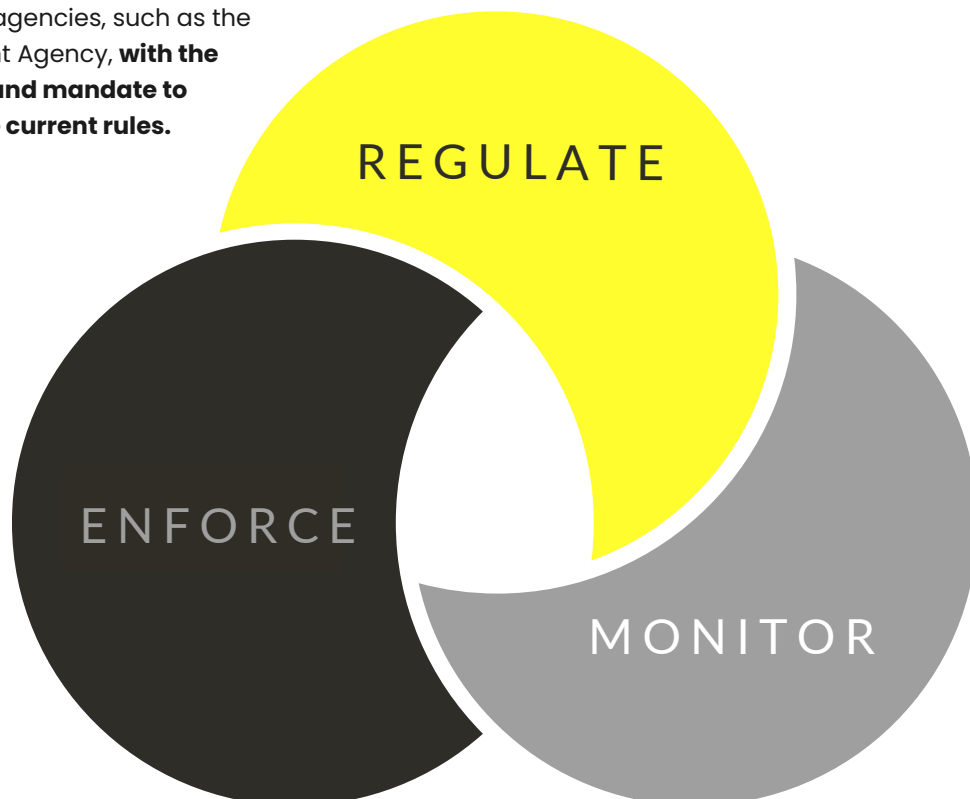 agencies, such as the
Agency, with the
and mandate to
current rules.
REGULATE
ENFORCE
MONITOR